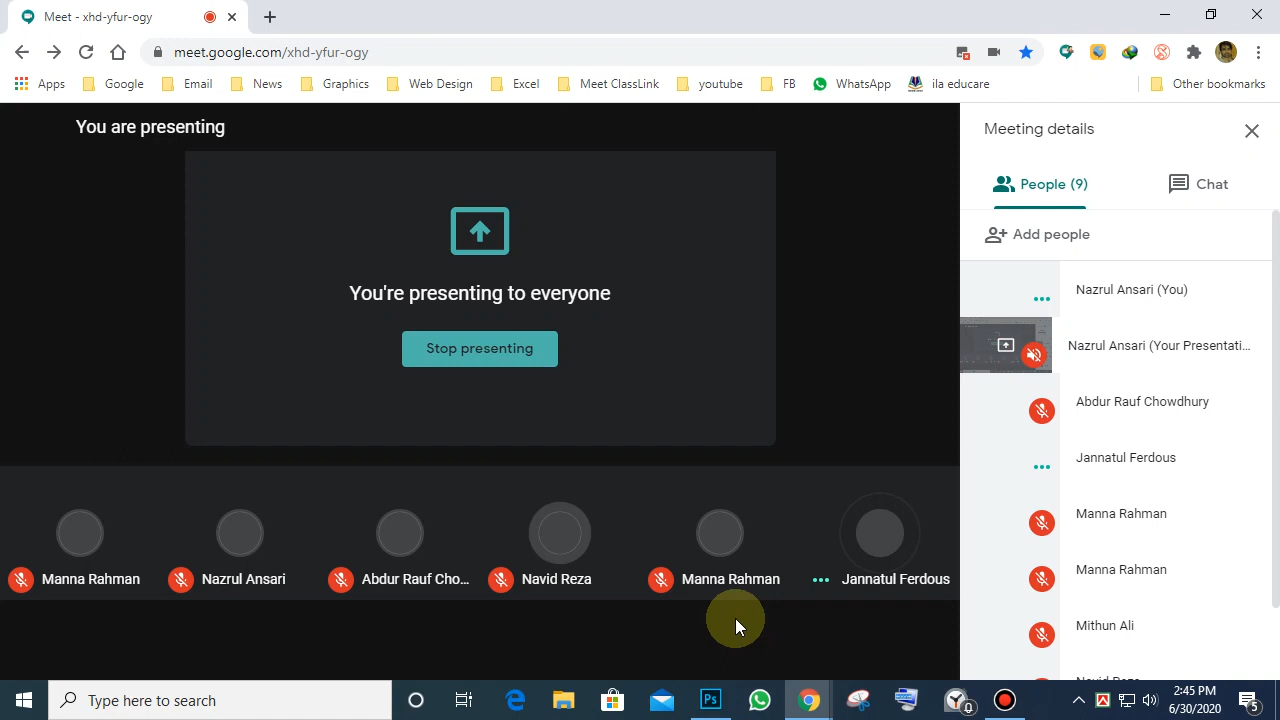 Meet - xhd-yfur-ogy
meet.google.com/xhd-yfur-ogy
Apps Google Email News Graphics Web Design Excel Meet ClassLink youtube FB WhatsApp ila educare Other bookmarks
You are presenting
You're presenting to everyone
Stop presenting
Manna Rahman Nazrul Ansari Abdur Rauf Cho... Navid Reza Manna Rahman Jannatul Ferdous
Meeting details
People (9) Chat
Add people
Nazrul Ansari (You)
Nazrul Ansari (Your Presentati...
Abdur Rauf Chowdhury
Jannatul Ferdous
Manna Rahman
Manna Rahman
Mithun Ali
Type here to search
Ps
2:45 PM
6/30/2020
5